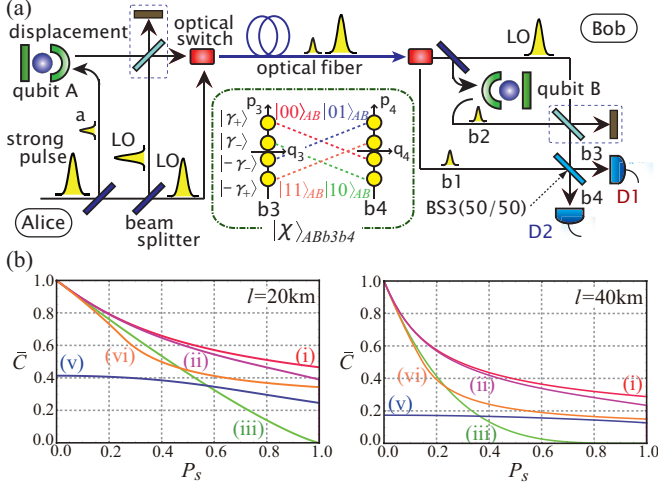 (a)
optical switch
displacement
LO
Bob
qubit A
optical fiber
qubit B
a
LO
LO
strong pulse
p₃
|00⟩AB
|01⟩AB
p₄
|γ₊⟩
|γ₋⟩
q₃
q₄
|−γ₋⟩
|−γ₊⟩
|11⟩AB
|10⟩AB
b3
b4
|χ⟩ABb3b4
b2
b1
b3
b4
BS3(50/50)
D1
D2
Alice
beam splitter
(b)
l=20km
C̄
1.0
0.8
0.6
0.4
0.2
0.0
(i)
(ii)
(iii)
(v)
(vi)
0.0 0.2 0.4 0.6 0.8 1.0
Pₛ
l=40km
C̄
1.0
0.8
0.6
0.4
0.2
0.0
(i)
(ii)
(iii)
(v)
(vi)
0.0 0.2 0.4 0.6 0.8 1.0
Pₛ